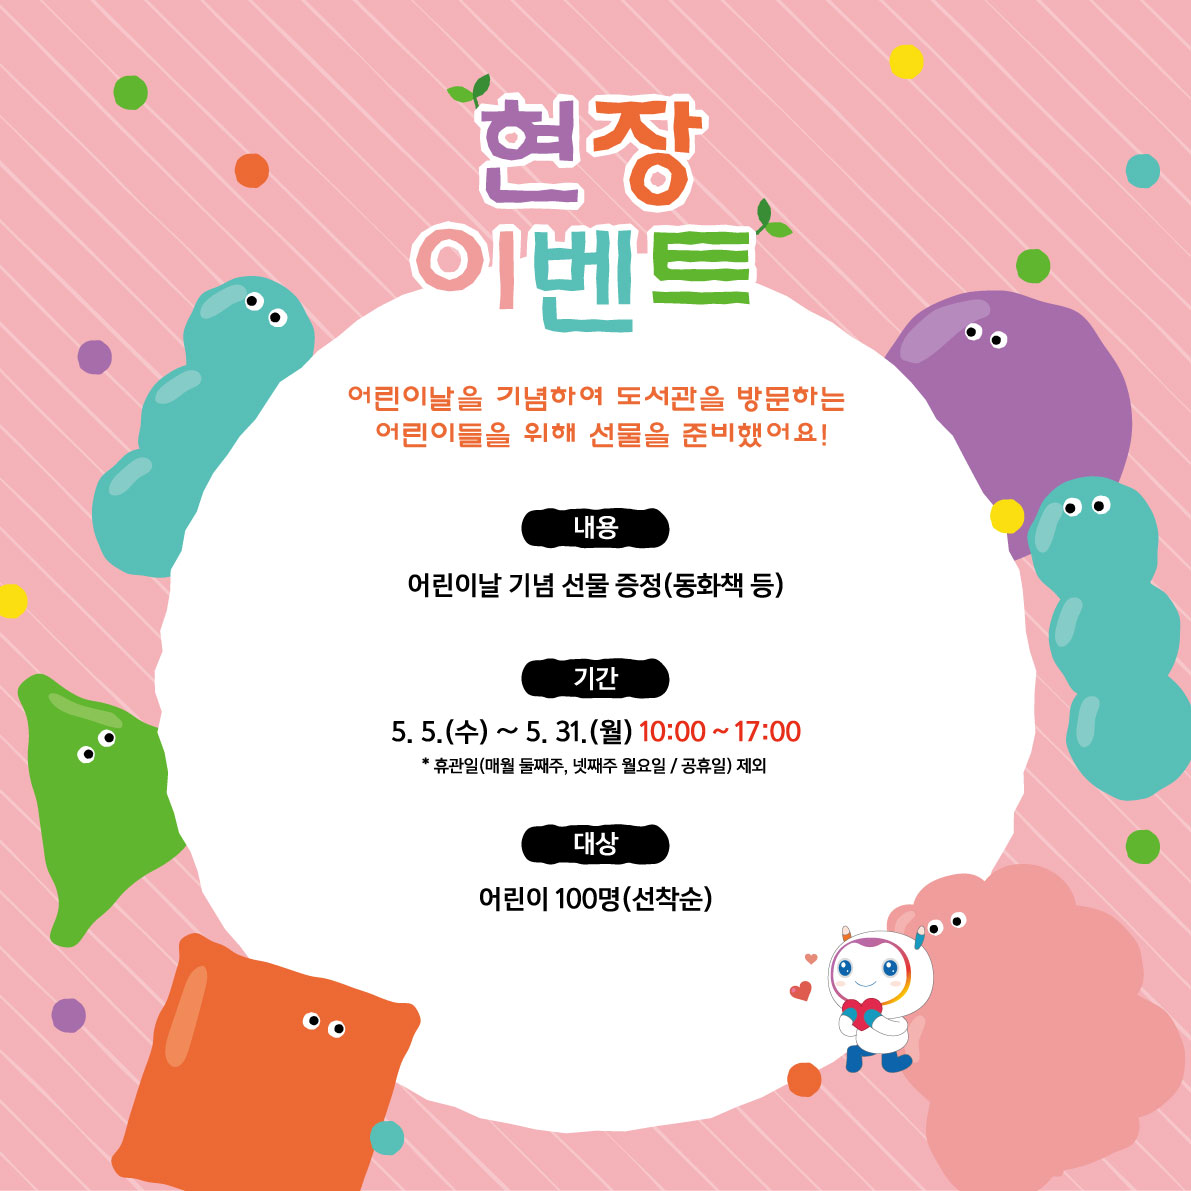 현장
이벤트
어린이날을 기념하여 도서관을 방문하는
어린이들을 위해 선물을 준비했어요!
내용
어린이날 기념 선물 증정(동화책 등)
기간
5. 5.(수) ~ 5. 31.(월) 10:00 ~ 17:00
* 휴관일(매월 둘째주, 넷째주 월요일 / 공휴일) 제외
대상
어린이 100명(선착순)